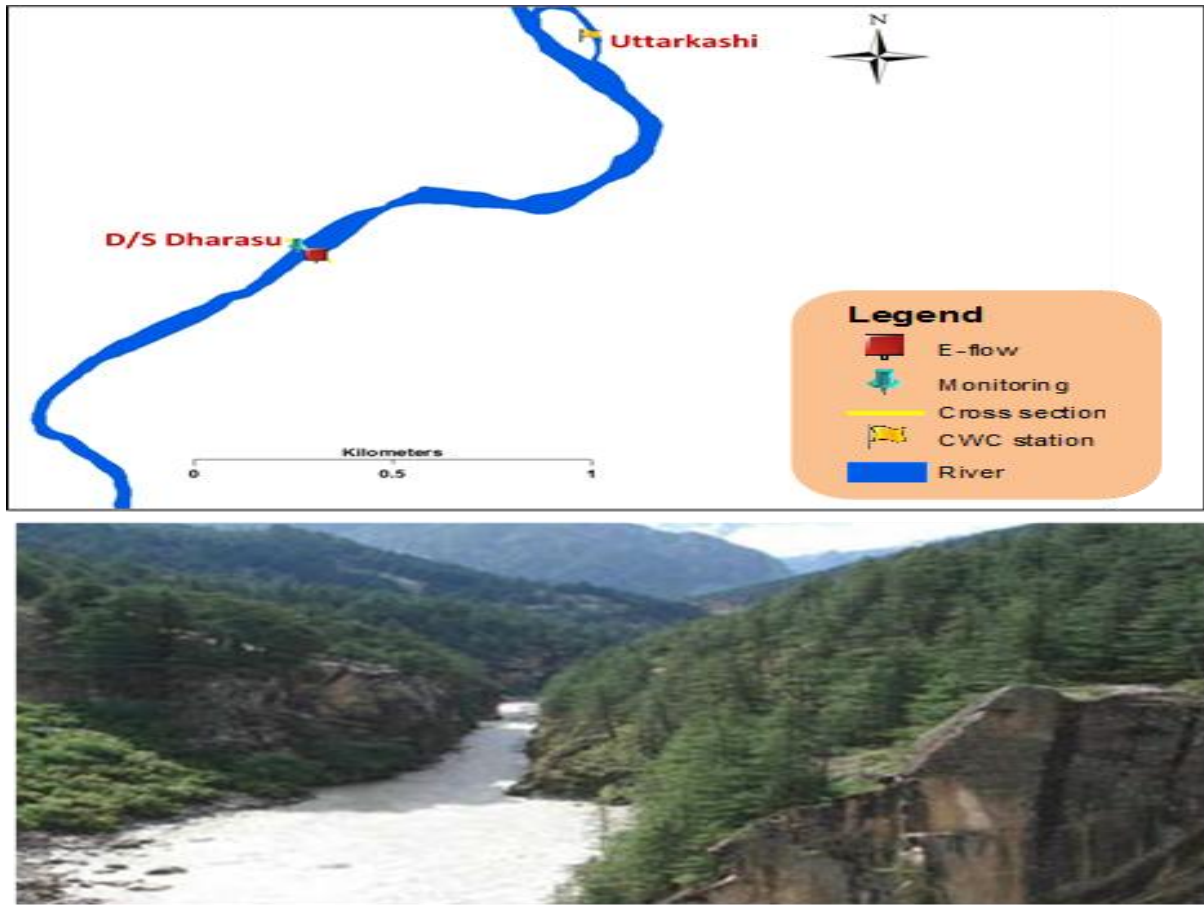 N
Uttarkashi
D/S Dharasu
Legend
E-flow
Monitoring
Cross section
CWC station
River
Kilometers
0 0.5 1